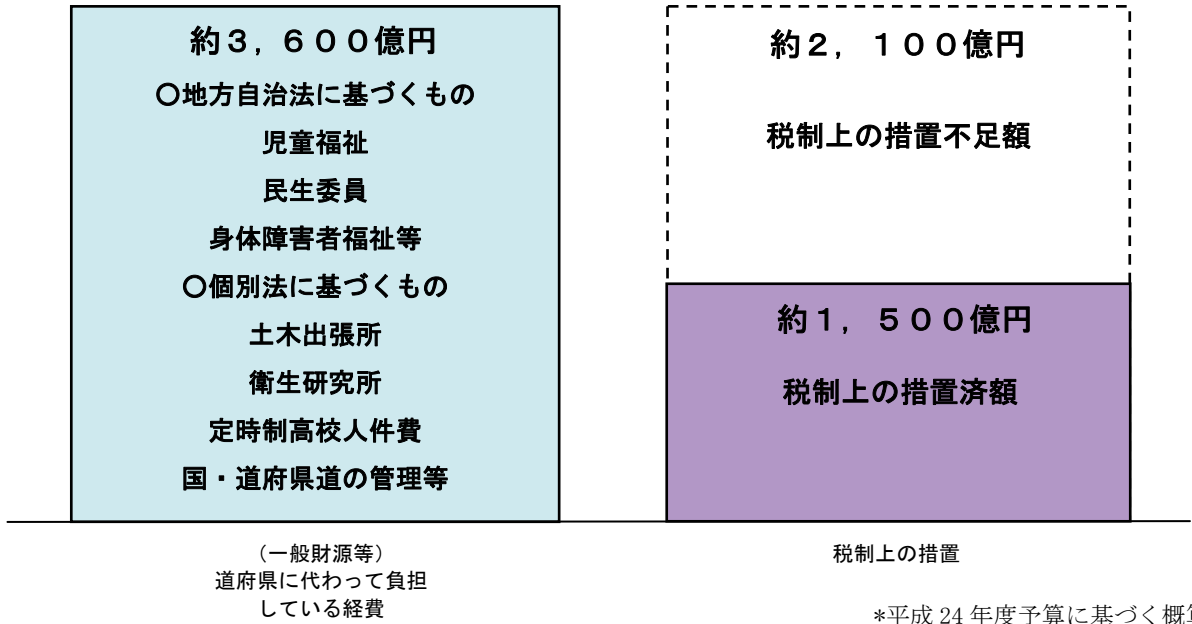 約３，６００億円
○地方自治法に基づくもの
児童福祉
民生委員
身体障害者福祉等
○個別法に基づくもの
土木出張所
衛生研究所
定時制高校人件費
国・道府県道の管理等
約２，１００億円
税制上の措置不足額
約１，５００億円
税制上の措置済額
（一般財源等）
道府県に代わって負担
している経費
税制上の措置
*平成 24 年度予算に基づく概算